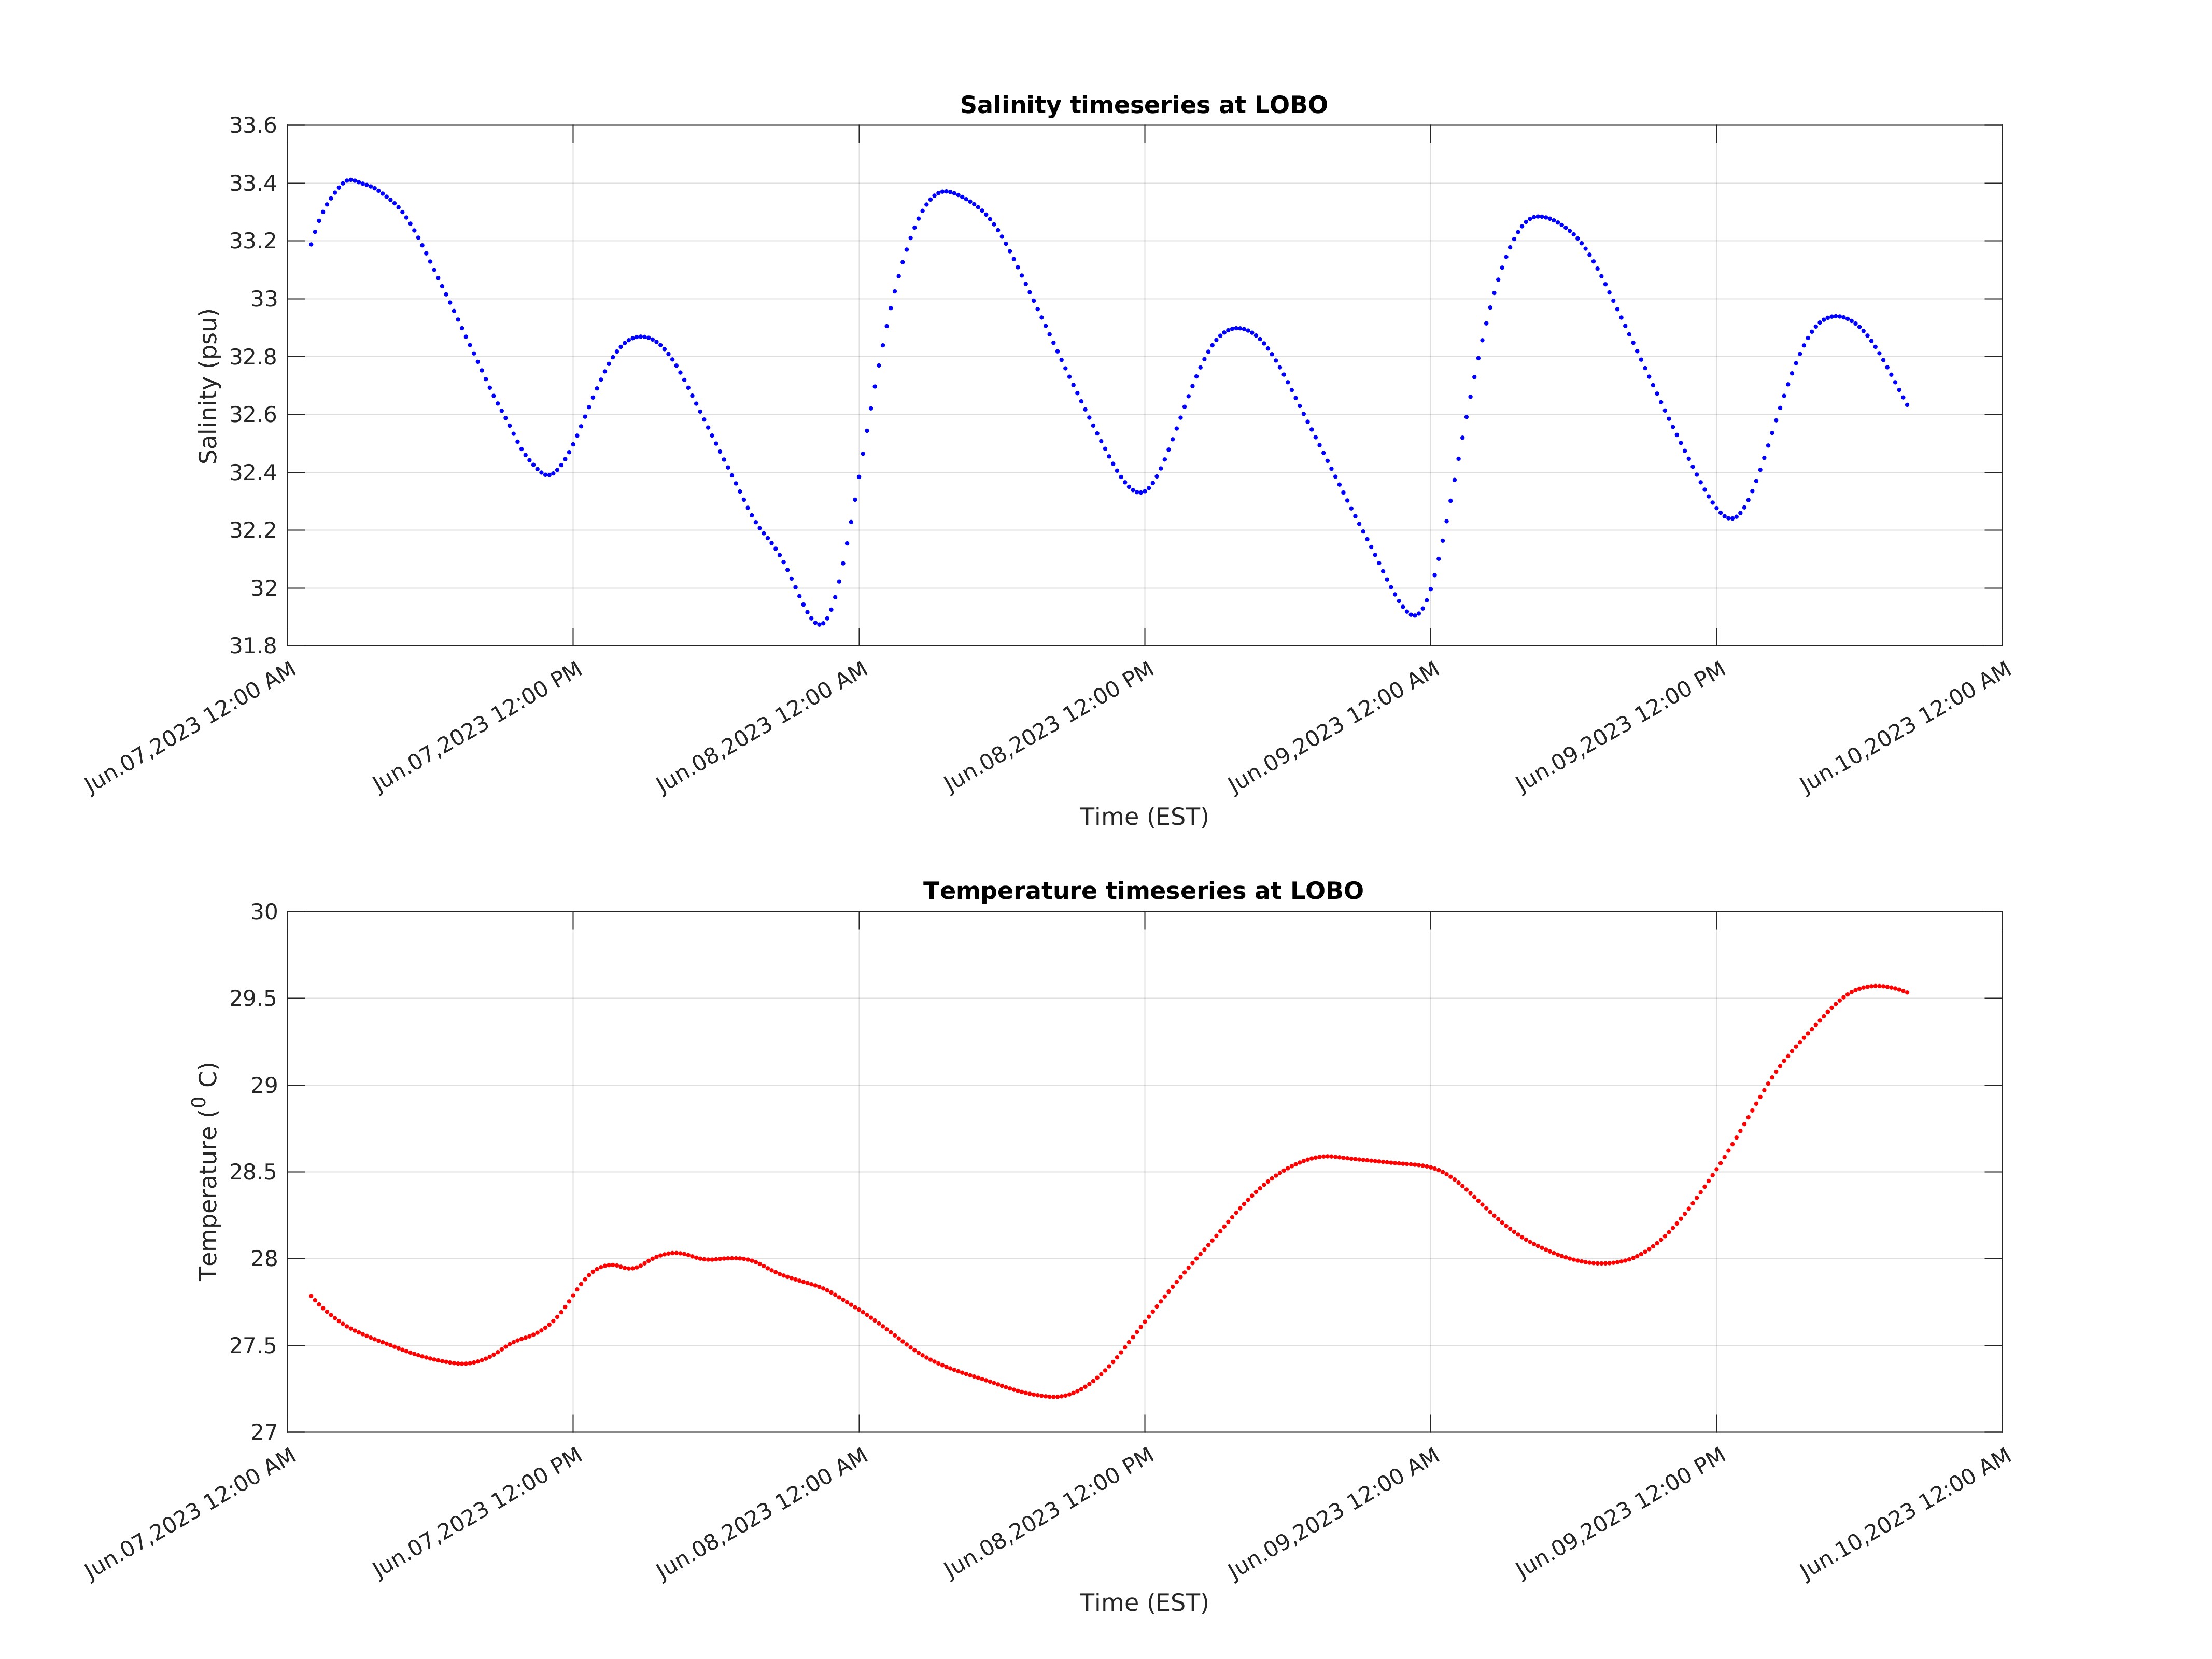 Salinity timeseries at LOBO
33.6
33.4
33.2
33
32.8
32.6
32.4
32.2
32
31.8
Salinity (psu)
Jun.07,2023 12:00 AM
Jun.07,2023 12:00 PM
Jun.08,2023 12:00 AM
Jun.08,2023 12:00 PM
Jun.09,2023 12:00 AM
Jun.09,2023 12:00 PM
Jun.10,2023 12:00 AM
Time (EST)
Temperature timeseries at LOBO
30
29.5
29
28.5
28
27.5
27
Temperature (⁰ C)
Jun.07,2023 12:00 AM
Jun.07,2023 12:00 PM
Jun.08,2023 12:00 AM
Jun.08,2023 12:00 PM
Jun.09,2023 12:00 AM
Jun.09,2023 12:00 PM
Jun.10,2023 12:00 AM
Time (EST)